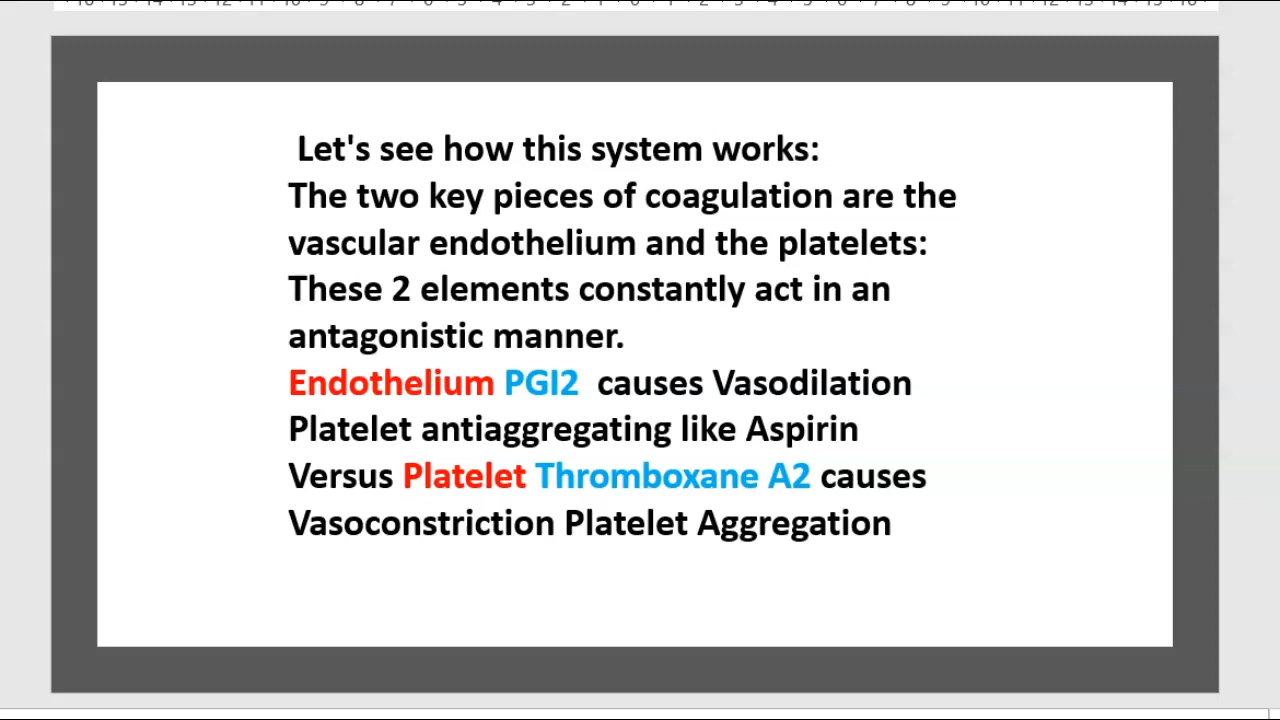 Let's see how this system works:
The two key pieces of coagulation are the
vascular endothelium and the platelets:
These 2 elements constantly act in an
antagonistic manner.
Endothelium PGI2 causes Vasodilation
Platelet antiaggregating like Aspirin
Versus Platelet Thromboxane A2 causes
Vasoconstriction Platelet Aggregation